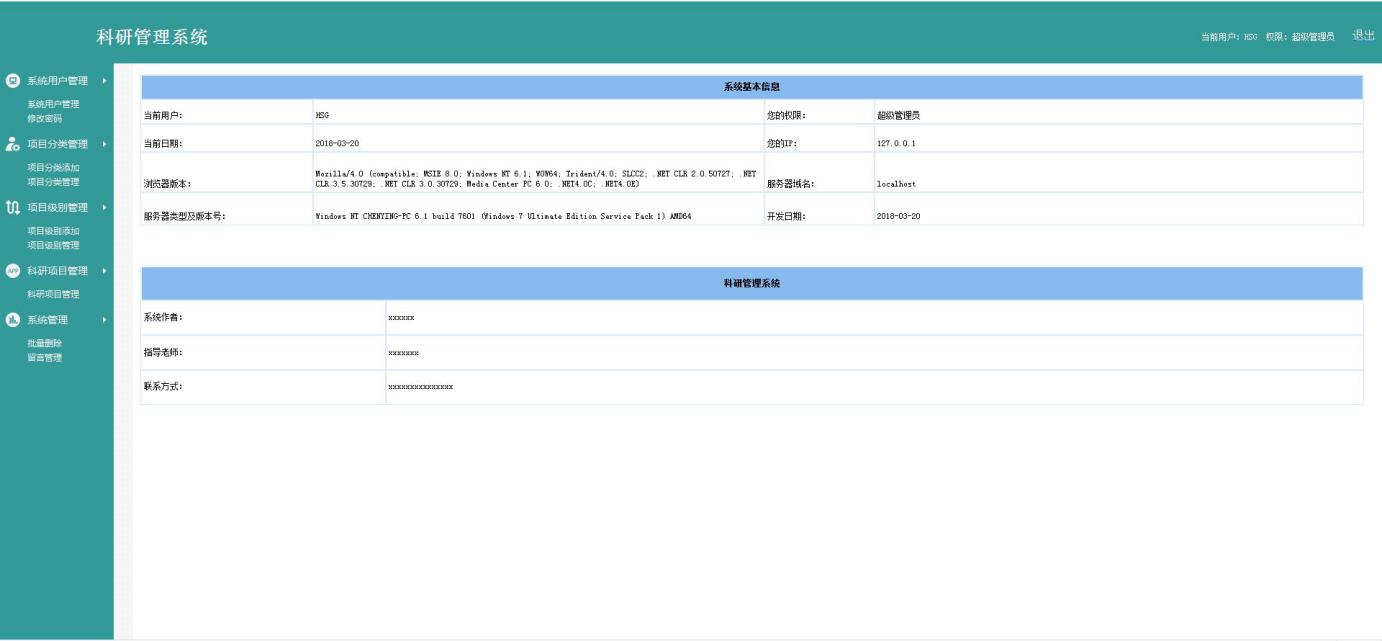 科研管理系统
当前用户: HSG 权限: 超级管理员 退出
系统用户管理
系统用户管理
修改密码
项目分类管理
项目分类添加
项目分类管理
项目级别管理
项目级别添加
项目级别管理
APP 科研项目管理
科研项目管理
系统管理
批量删除
留言管理
系统基本信息
当前用户: HSG 您的权限: 超级管理员
当前日期: 2018-03-20 您的IP: 127.0.0.1
浏览器版本: Mozilla/4.0 (compatible; MSIE 8.0; Windows NT 6.1; WOW64; Trident/4.0; SLCC2; .NET CLR 2.0.50727; .NET
CLR 3.5.30729; .NET CLR 3.0.30729; Media Center PC 6.0; .NET4.0C; .NET4.0E) 服务器域名: localhost
服务器类型及版本号: Windows NT CHENYING-PC 6.1 build 7601 (Windows 7 Ultimate Edition Service Pack 1) AMD64 开发日期: 2018-03-20
科研管理系统
系统作者: xxxxxx
指导老师: xxxxxxx
联系方式: xxxxxxxxxxxxxxx